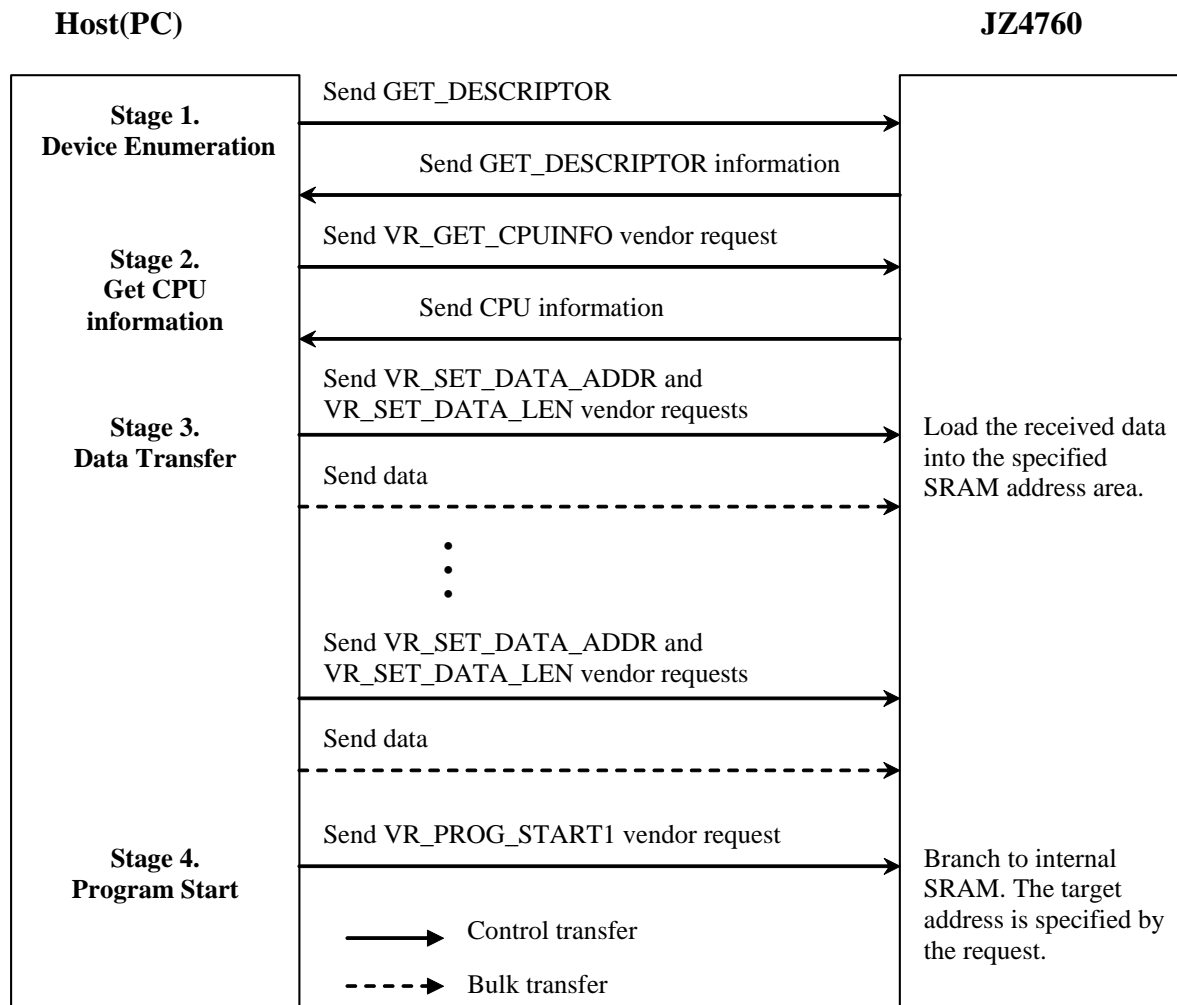 Host(PC)
JZ4760
Stage 1.
Device Enumeration
Send GET_DESCRIPTOR
Send GET_DESCRIPTOR information
Stage 2.
Get CPU
information
Send VR_GET_CPUINFO vendor request
Send CPU information
Stage 3.
Data Transfer
Send VR_SET_DATA_ADDR and
VR_SET_DATA_LEN vendor requests
Load the received data
into the specified
SRAM address area.
Send data
Send VR_SET_DATA_ADDR and
VR_SET_DATA_LEN vendor requests
Send data
Stage 4.
Program Start
Send VR_PROG_START1 vendor request
Branch to internal
SRAM. The target
address is specified by
the request.
Control transfer
Bulk transfer